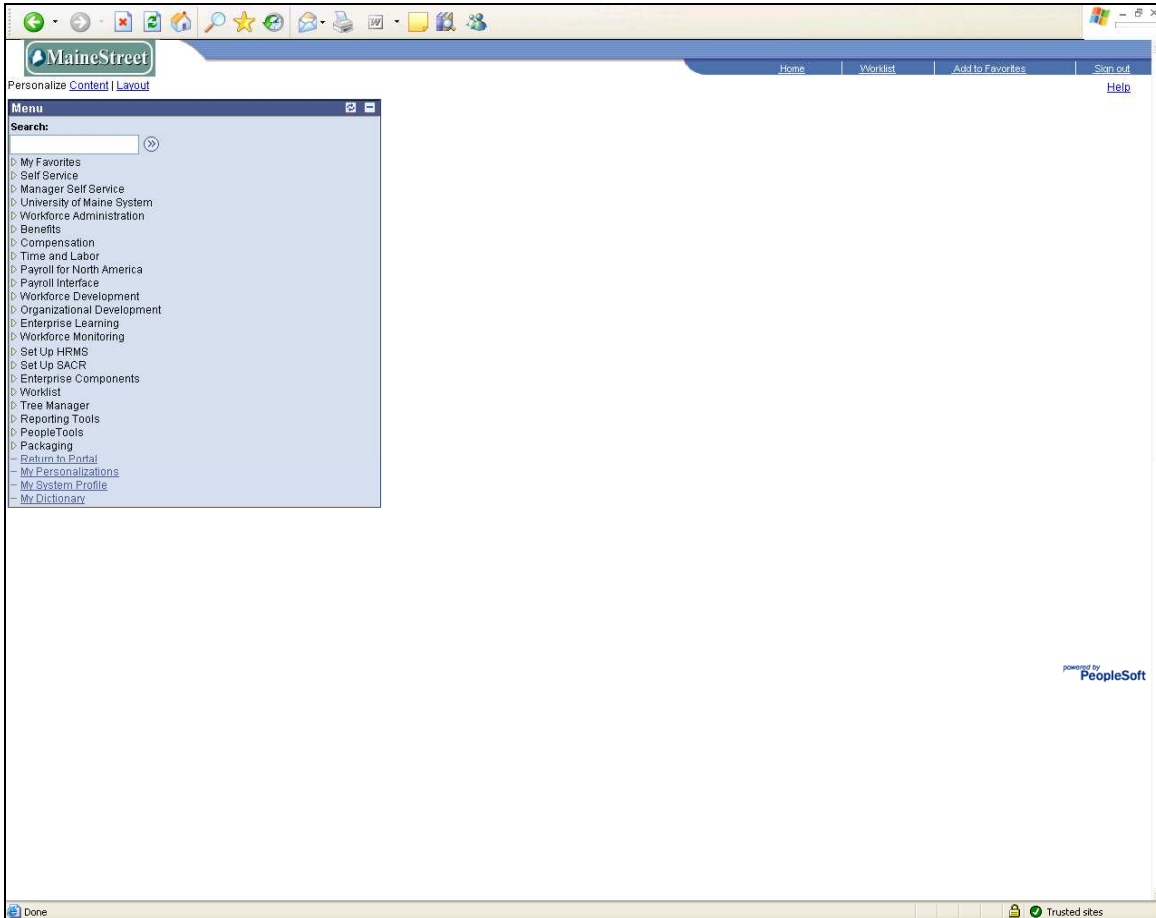 MaineStreet
Home Worklist Add to Favorites Sign out
Personalize Content | Layout
Help
Menu
Search:
My Favorites
Self Service
Manager Self Service
University of Maine System
Workforce Administration
Benefits
Compensation
Time and Labor
Payroll for North America
Payroll Interface
Workforce Development
Organizational Development
Enterprise Learning
Workforce Monitoring
Set Up HRMS
Set Up SACR
Enterprise Components
Worklist
Tree Manager
Reporting Tools
PeopleTools
Packaging
Return to Portal
My Personalizations
My System Profile
My Dictionary
powered by
PeopleSoft
Done
Trusted sites